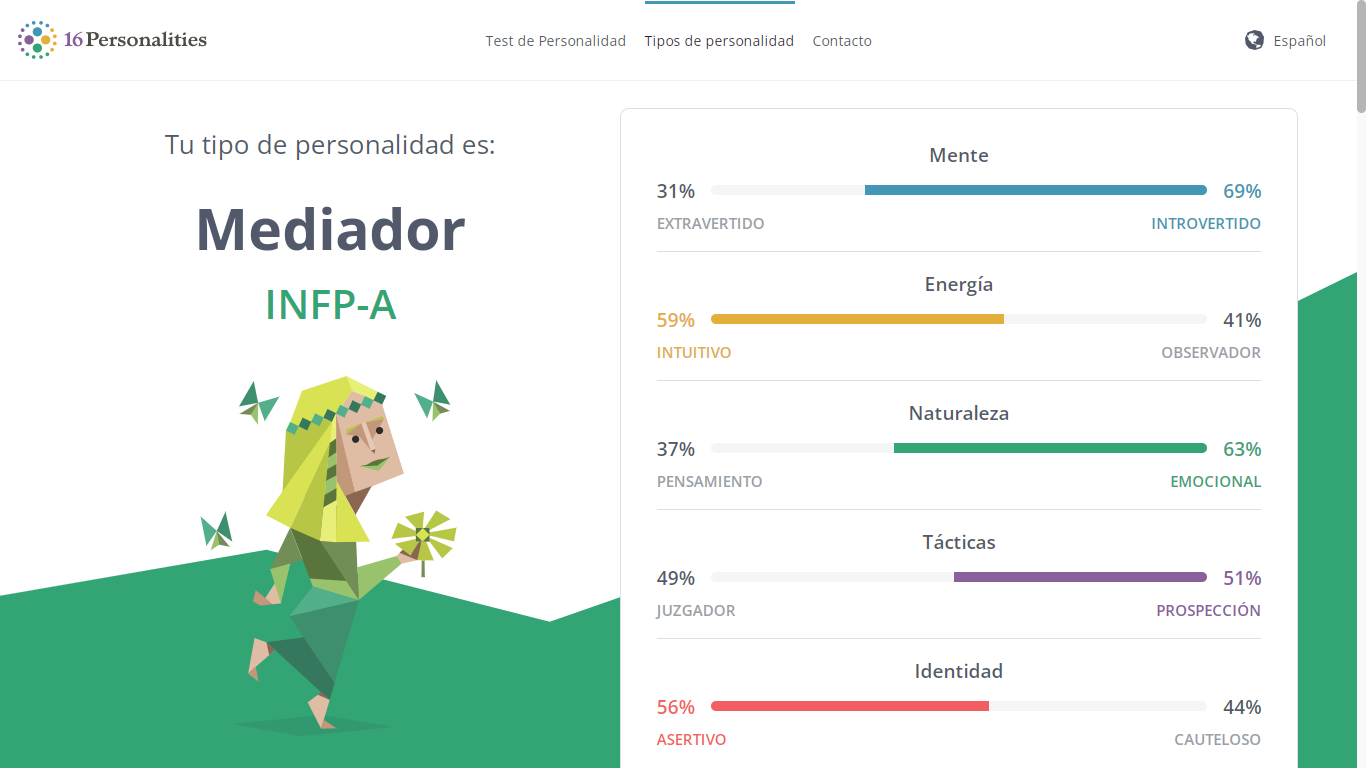 16Personalities
Test de Personalidad
Tipos de personalidad
Contacto
Español
Tu tipo de personalidad es:
Mediador
INFP-A
Mente
31%
69%
EXTRAVERTIDO
INTROVERTIDO
Energía
59%
41%
INTUITIVO
OBSERVADOR
Naturaleza
37%
63%
PENSAMIENTO
EMOCIONAL
Tácticas
49%
51%
JUZGADOR
PROSPECCIÓN
Identidad
56%
44%
ASERTIVO
CAUTELOSO